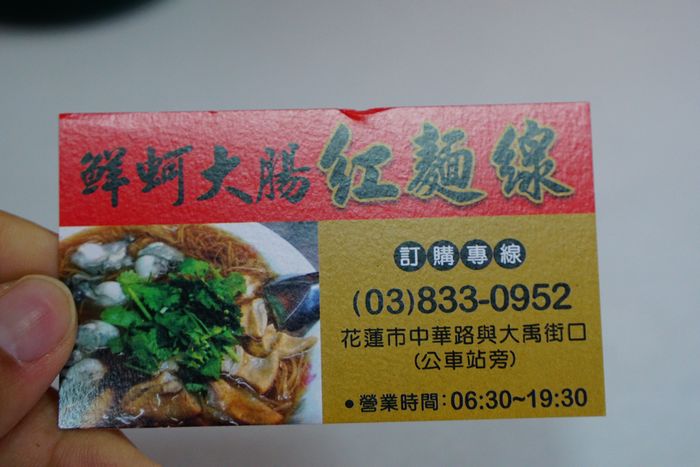 鮮蚵大腸紅麵線
訂購專線
(03)833-0952
花蓮市中華路與大禹街口
(公車站旁)
•營業時間:06:30~19:30